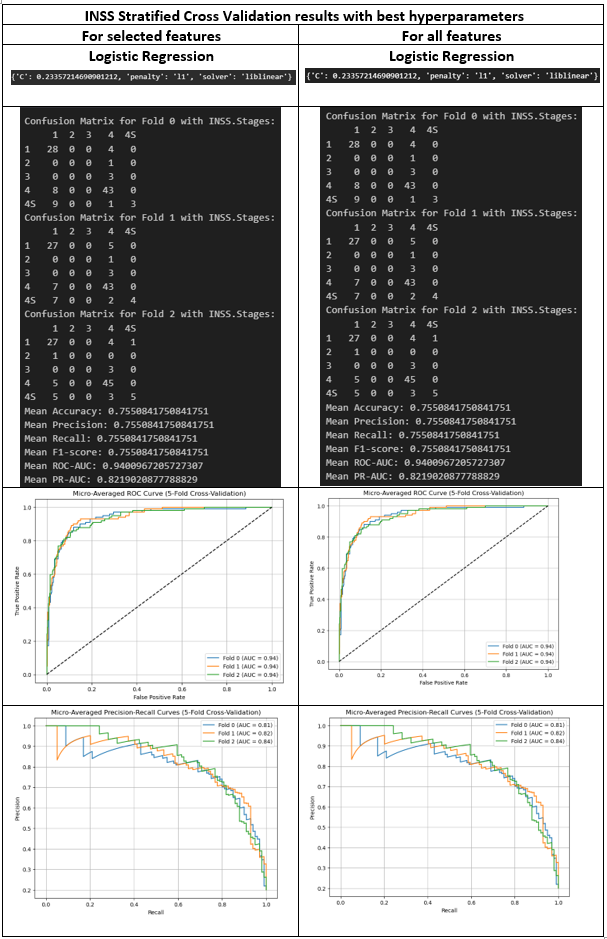 INSS Stratified Cross Validation results with best hyperparameters
For selected features
For all features
Logistic Regression
Logistic Regression
{'C': 0.23357214690901212, 'penalty': 'l1', 'solver': 'liblinear'}
{'C': 0.23357214690901212, 'penalty': 'l1', 'solver': 'liblinear'}
Confusion Matrix for Fold 0 with INSS.Stages:
1 2 3 4 4S
1 28 0 0 4 0
2 0 0 0 1 0
3 0 0 0 3 0
4 8 0 0 43 0
4S 9 0 0 1 3
Confusion Matrix for Fold 1 with INSS.Stages:
1 2 3 4 4S
1 27 0 0 5 0
2 0 0 0 1 0
3 0 0 0 3 0
4 7 0 0 43 0
4S 7 0 0 2 4
Confusion Matrix for Fold 2 with INSS.Stages:
1 2 3 4 4S
1 27 0 0 4 1
2 1 0 0 0 0
3 0 0 0 3 0
4 5 0 0 45 0
4S 5 0 0 3 5
Mean Accuracy: 0.7550841750841751
Mean Precision: 0.7550841750841751
Mean Recall: 0.7550841750841751
Mean F1-score: 0.7550841750841751
Mean ROC-AUC: 0.9400967205727307
Mean PR-AUC: 0.8219020877788829
Confusion Matrix for Fold 0 with INSS.Stages:
1 2 3 4 4S
1 28 0 0 4 0
2 0 0 0 1 0
3 0 0 0 3 0
4 8 0 0 43 0
4S 9 0 0 1 3
Confusion Matrix for Fold 1 with INSS.Stages:
1 2 3 4 4S
1 27 0 0 5 0
2 0 0 0 1 0
3 0 0 0 3 0
4 7 0 0 43 0
4S 7 0 0 2 4
Confusion Matrix for Fold 2 with INSS.Stages:
1 2 3 4 4S
1 27 0 0 4 1
2 1 0 0 0 0
3 0 0 0 3 0
4 5 0 0 45 0
4S 5 0 0 3 5
Mean Accuracy: 0.7550841750841751
Mean Precision: 0.7550841750841751
Mean Recall: 0.7550841750841751
Mean F1-score: 0.7550841750841751
Mean ROC-AUC: 0.9400967205727307
Mean PR-AUC: 0.8219020877788829
Micro-Averaged ROC Curve (5-Fold Cross-Validation)
1.0
0.8
0.6
0.4
0.2
0.0
True Positive Rate
Fold 0 (AUC = 0.94)
Fold 1 (AUC = 0.94)
Fold 2 (AUC = 0.94)
0.0 0.2 0.4 0.6 0.8 1.0
False Positive Rate
Micro-Averaged ROC Curve (5-Fold Cross-Validation)
1.0
0.8
0.6
0.4
0.2
0.0
True Positive Rate
Fold 0 (AUC = 0.94)
Fold 1 (AUC = 0.94)
Fold 2 (AUC = 0.94)
0.0 0.2 0.4 0.6 0.8 1.0
False Positive Rate
Micro-Averaged Precision-Recall Curves (5-Fold Cross-Validation)
Fold 0 (AUC = 0.81)
Fold 1 (AUC = 0.82)
Fold 2 (AUC = 0.84)
1.0
0.9
0.8
0.7
0.6
0.5
0.4
0.3
0.2
Precision
0.0 0.2 0.4 0.6 0.8 1.0
Recall
Micro-Averaged Precision-Recall Curves (5-Fold Cross-Validation)
Fold 0 (AUC = 0.81)
Fold 1 (AUC = 0.82)
Fold 2 (AUC = 0.84)
1.0
0.9
0.8
0.7
0.6
0.5
0.4
0.3
0.2
Precision
0.0 0.2 0.4 0.6 0.8 1.0
Recall